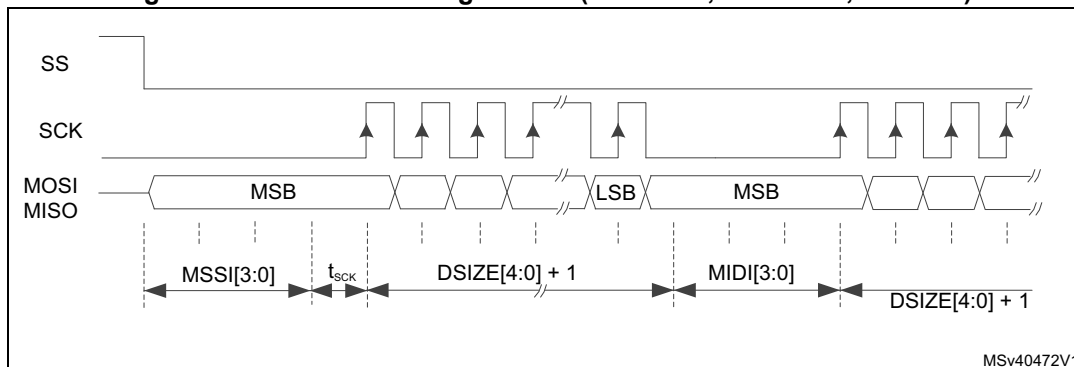 SS
SCK
MOSI
MISO
MSB
LSB
MSB
MSSI[3:0]
tSCK
DSIZE[4:0] + 1
MIDI[3:0]
DSIZE[4:0] + 1
MSv40472V1